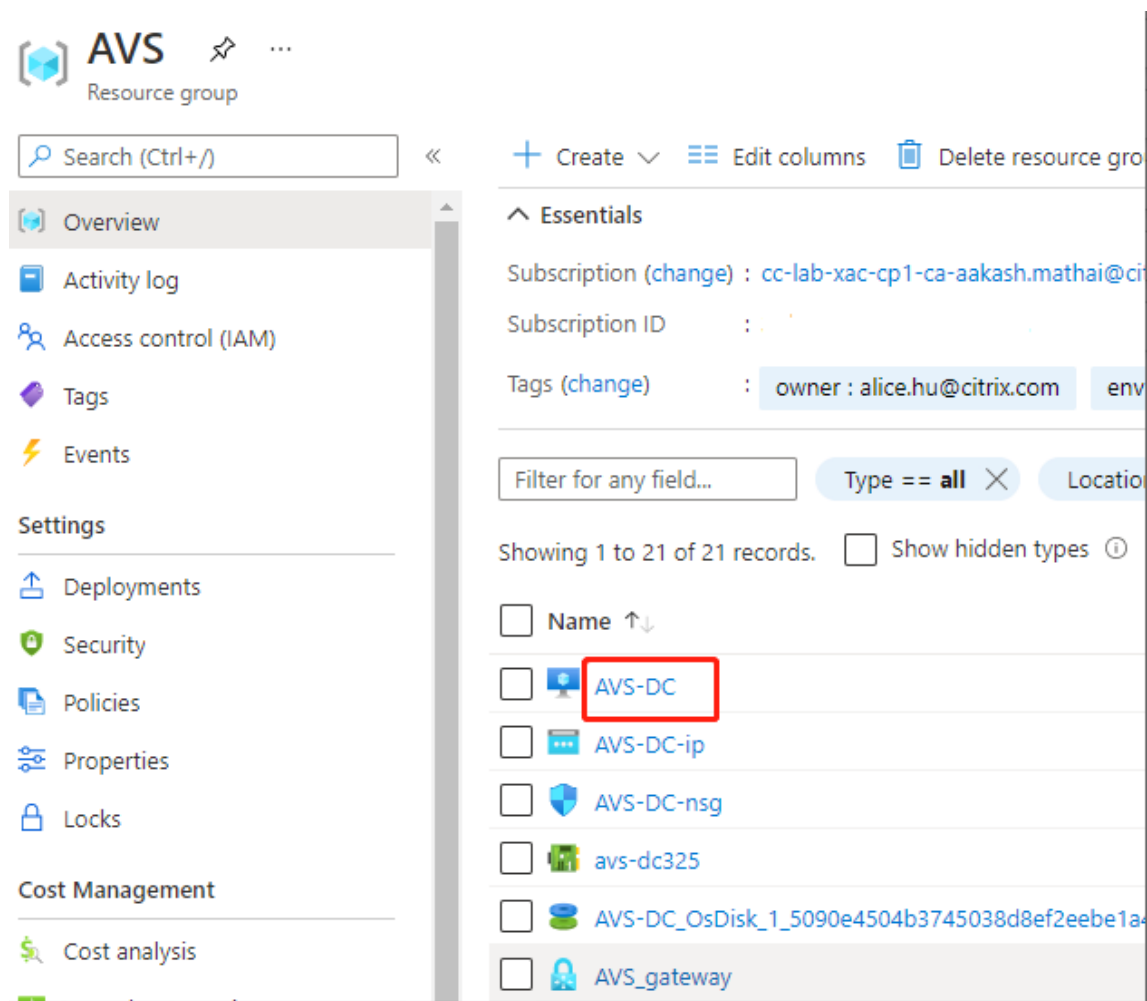 AVS
Resource group
Search (Ctrl+/)
Overview
Activity log
Access control (IAM)
Tags
Events
Settings
Deployments
Security
Policies
Properties
Locks
Cost Management
Cost analysis
Create
Edit columns
Delete resource gro
Essentials
Subscription (change) : cc-lab-xac-cp1-ca-aakash.mathai@ci
Subscription ID :
Tags (change) : owner : alice.hu@citrix.com env
Filter for any field...
Type == all
Location
Showing 1 to 21 of 21 records.
Show hidden types
Name
AVS-DC
AVS-DC-ip
AVS-DC-nsg
avs-dc325
AVS-DC_OsDisk_1_5090e4504b3745038d8ef2eebe1a4
AVS_gateway